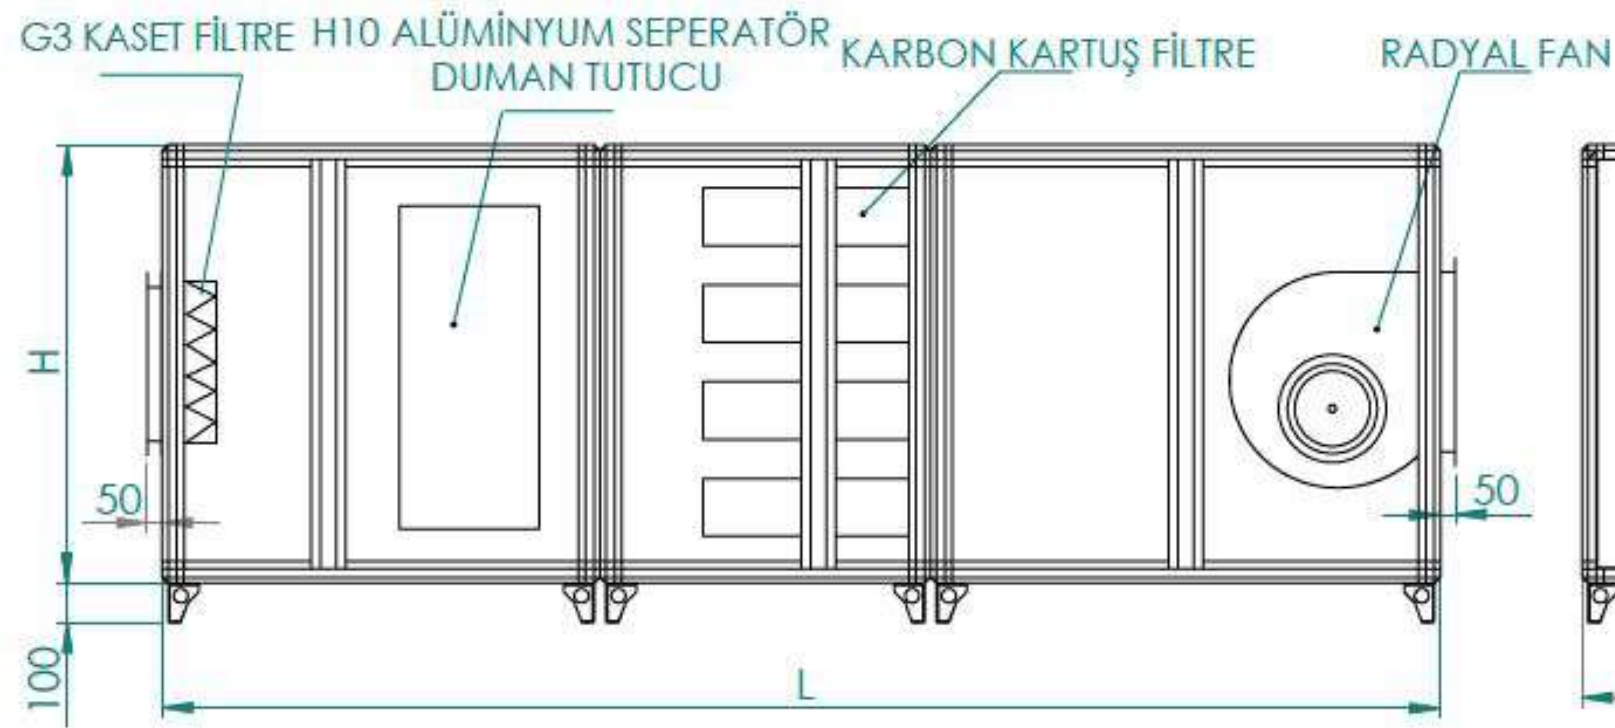 G3 KASET FİLTRE
H10 ALÜMİNYUM SEPERATÖR
DUMAN TUTUCU
KARBON KARTUŞ FİLTRE
RADYAL FAN
H
50
50
100
L